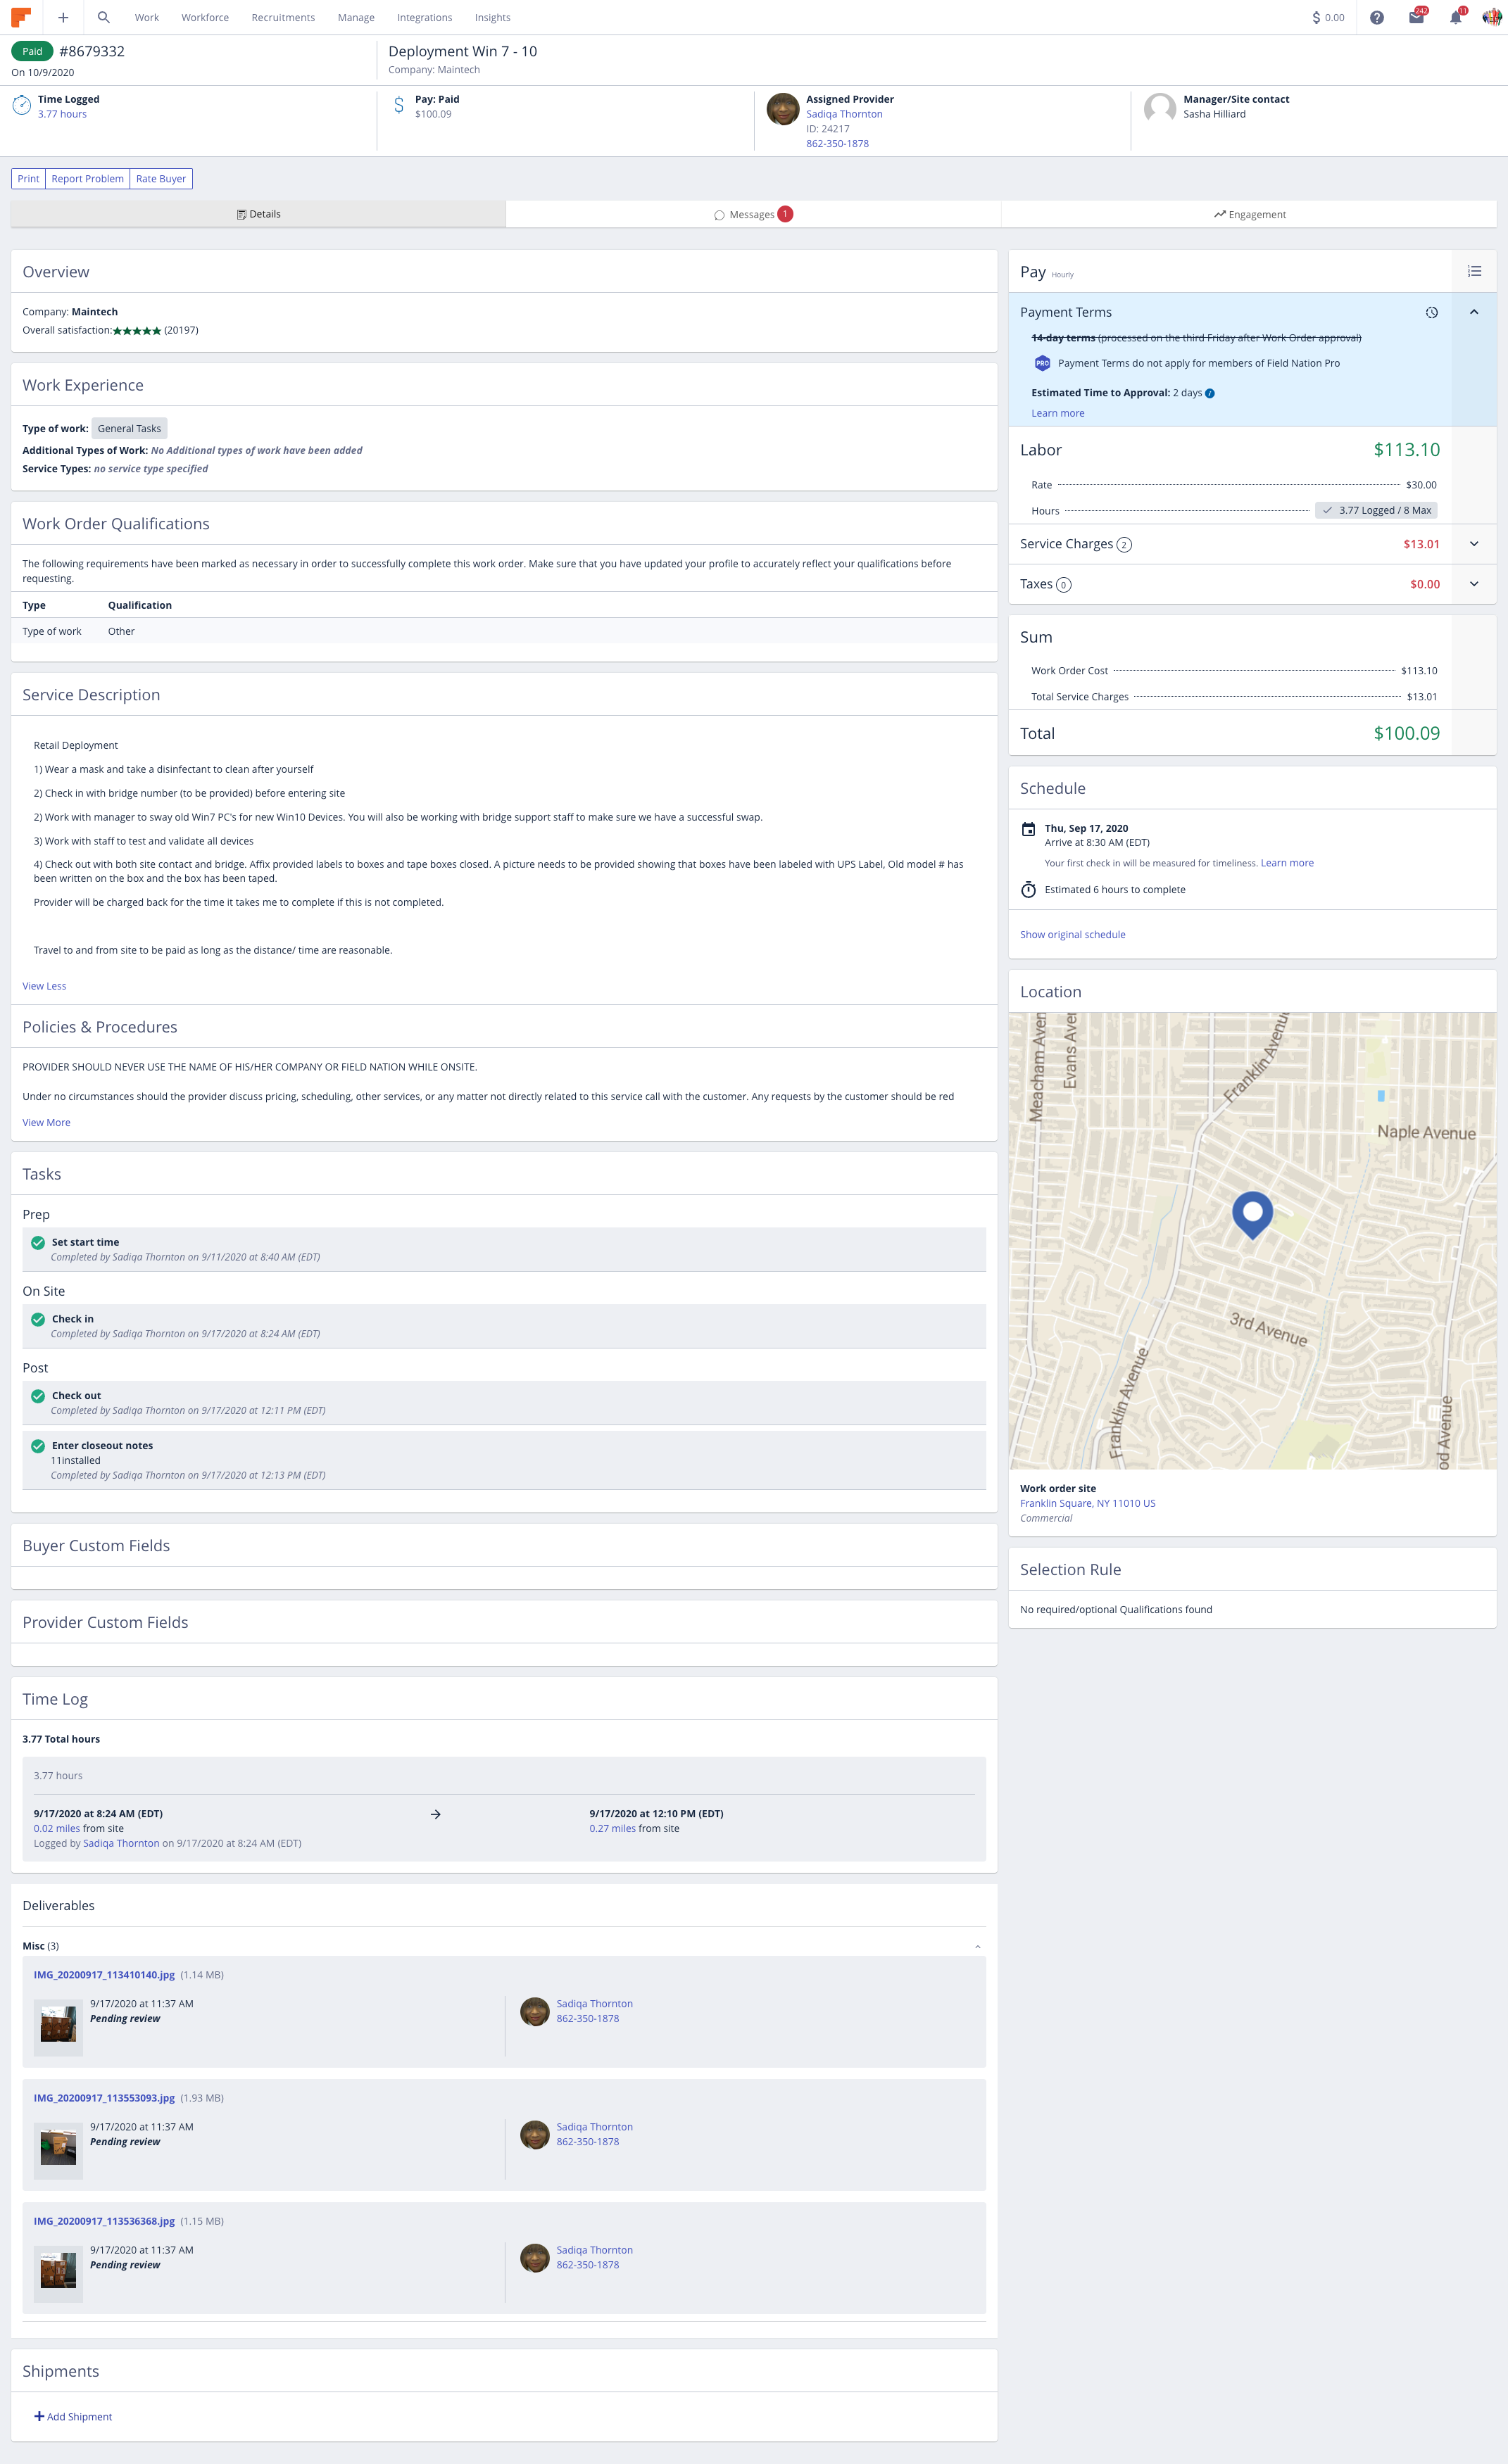 Work Workforce Recruitments Manage Integrations Insights
$ 0.00
242
11
Paid #8679332
On 10/9/2020
Deployment Win 7 - 10
Company: Maintech
Time Logged
3.77 hours
Pay: Paid
$100.09
Assigned Provider
Sadiqa Thornton
ID: 24217
862-350-1878
Manager/Site contact
Sasha Hilliard
Print Report Problem Rate Buyer
Details
Messages 1
Engagement
Overview
Company: Maintech
Overall satisfaction:★★★★★ (20197)
Work Experience
Type of work: General Tasks
Additional Types of Work: No Additional types of work have been added
Service Types: no service type specified
Work Order Qualifications
The following requirements have been marked as necessary in order to successfully complete this work order. Make sure that you have updated your profile to accurately reflect your qualifications before
requesting.
Type Qualification
Type of work Other
Service Description
Retail Deployment
1) Wear a mask and take a disinfectant to clean after yourself
2) Check in with bridge number (to be provided) before entering site
2) Work with manager to sway old Win7 PC's for new Win10 Devices. You will also be working with bridge support staff to make sure we have a successful swap.
3) Work with staff to test and validate all devices
4) Check out with both site contact and bridge. Affix provided labels to boxes and tape boxes closed. A picture needs to be provided showing that boxes have been labeled with UPS Label, Old model # has
been written on the box and the box has been taped.
Provider will be charged back for the time it takes me to complete if this is not completed.
Travel to and from site to be paid as long as the distance/ time are reasonable.
View Less
Policies & Procedures
PROVIDER SHOULD NEVER USE THE NAME OF HIS/HER COMPANY OR FIELD NATION WHILE ONSITE.
Under no circumstances should the provider discuss pricing, scheduling, other services, or any matter not directly related to this service call with the customer. Any requests by the customer should be red
View More
Tasks
Prep
Set start time
Completed by Sadiqa Thornton on 9/11/2020 at 8:40 AM (EDT)
On Site
Check in
Completed by Sadiqa Thornton on 9/17/2020 at 8:24 AM (EDT)
Post
Check out
Completed by Sadiqa Thornton on 9/17/2020 at 12:11 PM (EDT)
Enter closeout notes
11installed
Completed by Sadiqa Thornton on 9/17/2020 at 12:13 PM (EDT)
Buyer Custom Fields
Provider Custom Fields
Time Log
3.77 Total hours
3.77 hours
9/17/2020 at 8:24 AM (EDT)
0.02 miles from site
Logged by Sadiqa Thornton on 9/17/2020 at 8:24 AM (EDT)
9/17/2020 at 12:10 PM (EDT)
0.27 miles from site
Deliverables
Misc (3)
IMG_20200917_113410140.jpg (1.14 MB)
9/17/2020 at 11:37 AM
Pending review
Sadiqa Thornton
862-350-1878
IMG_20200917_113553093.jpg (1.93 MB)
9/17/2020 at 11:37 AM
Pending review
Sadiqa Thornton
862-350-1878
IMG_20200917_113536368.jpg (1.15 MB)
9/17/2020 at 11:37 AM
Pending review
Sadiqa Thornton
862-350-1878
Shipments
Add Shipment
Pay Hourly
Payment Terms
14-day terms (processed on the third Friday after Work Order approval)
PRO Payment Terms do not apply for members of Field Nation Pro
Estimated Time to Approval: 2 days
Learn more
Labor $113.10
Rate $30.00
Hours 3.77 Logged / 8 Max
Service Charges 2 $13.01
Taxes 0 $0.00
Sum
Work Order Cost $113.10
Total Service Charges $13.01
Total $100.09
Schedule
Thu, Sep 17, 2020
Arrive at 8:30 AM (EDT)
Your first check in will be measured for timeliness. Learn more
Estimated 6 hours to complete
Show original schedule
Location
Meacham Aven
Evans Aven
Franklin Avenu
Naple Avenue
3rd Avenue
Franklin Avenue
od Avenue
Work order site
Franklin Square, NY 11010 US
Commercial
Selection Rule
No required/optional Qualifications found